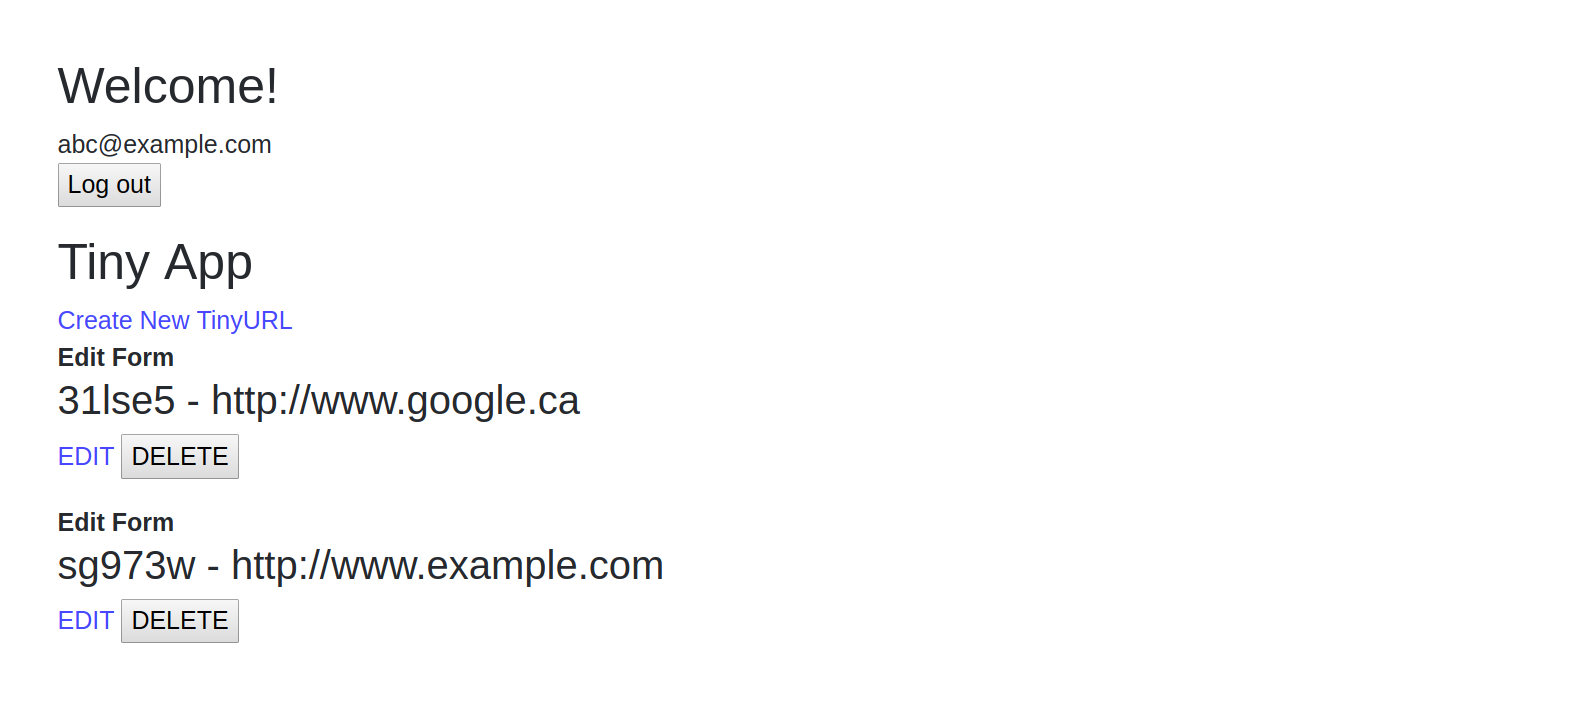 Welcome!
abc@example.com
Log out
Tiny App
Create New TinyURL
Edit Form
31lse5 - http://www.google.ca
EDIT DELETE
Edit Form
sg973w - http://www.example.com
EDIT DELETE